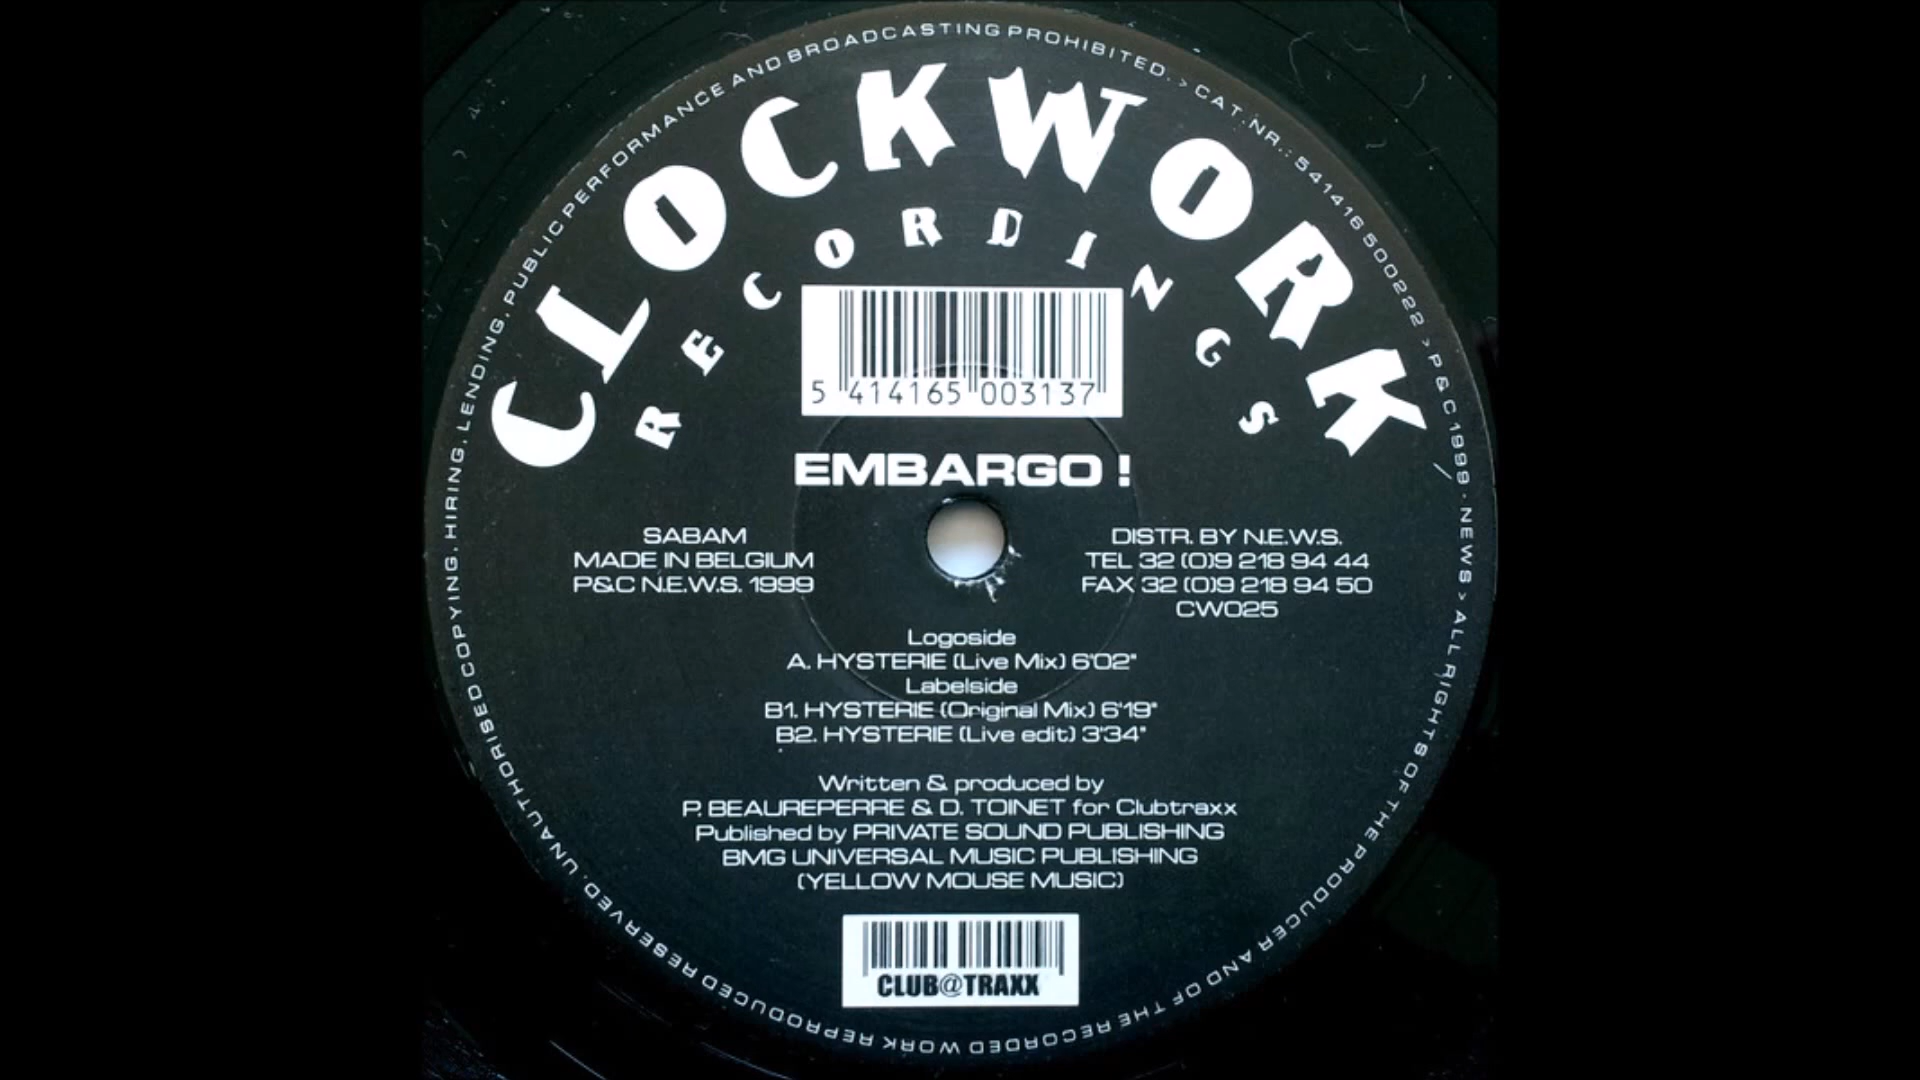 UNAUTHORISED COPYING, HIRING, LENDING, PUBLIC PERFORMANCE AND BROADCASTING PROHIBITED. > CAT.NR.: 541416 500222 > P & C 1999 - NEWS > ALL RIGHTS OF THE PRODUCER AND OF THE RECORDED WORK REPRODUCED RESERVED.
CLOCKWORK
RECORDINGS
5 414165 003137
EMBARGO !
SABAM
MADE IN BELGIUM
P&C N.E.W.S. 1999
DISTR. BY N.E.W.S.
TEL 32 (0)9 218 94 44
FAX 32 (0)9 218 94 50
CW025
Logoside
A. HYSTERIE (Live Mix) 6'02"
Labelside
B1. HYSTERIE (Original Mix) 6'19"
B2. HYSTERIE (Live edit) 3'34"
Written & produced by
P. BEAUREPERRE & D. TOINET for Clubtraxx
Published by PRIVATE SOUND PUBLISHING
BMG UNIVERSAL MUSIC PUBLISHING
(YELLOW MOUSE MUSIC)
CLUB@TRAXX